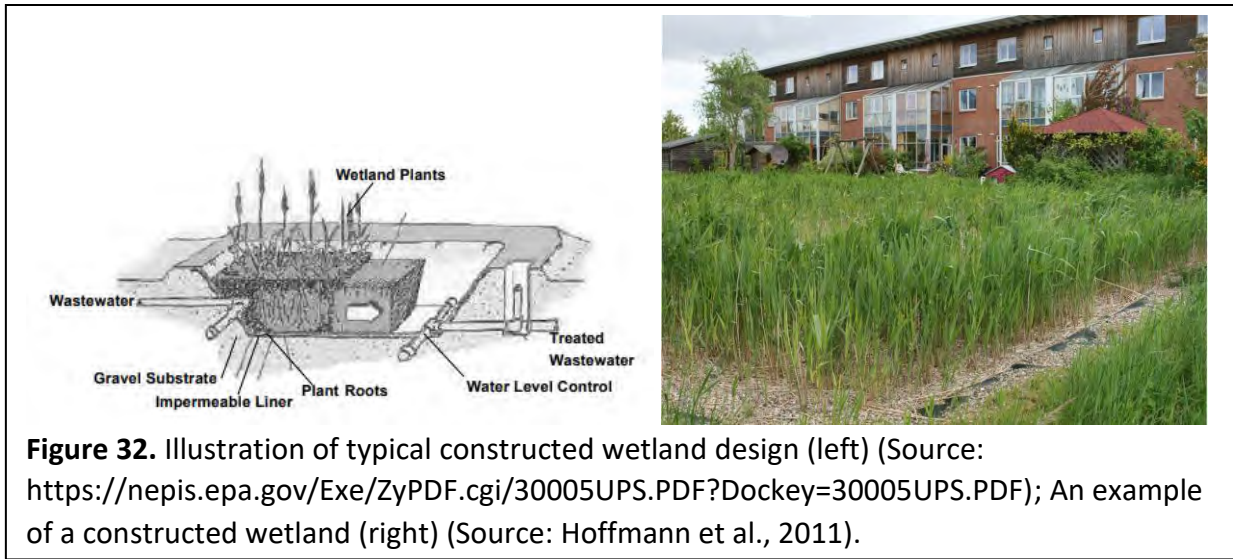 Wetland Plants
Wastewater
Gravel Substrate
Impermeable Liner
Plant Roots
Water Level Control
Treated
Wastewater
Figure 32. Illustration of typical constructed wetland design (left) (Source:
https://nepis.epa.gov/Exe/ZyPDF.cgi/30005UPS.PDF?Dockey=30005UPS.PDF); An example
of a constructed wetland (right) (Source: Hoffmann et al., 2011).